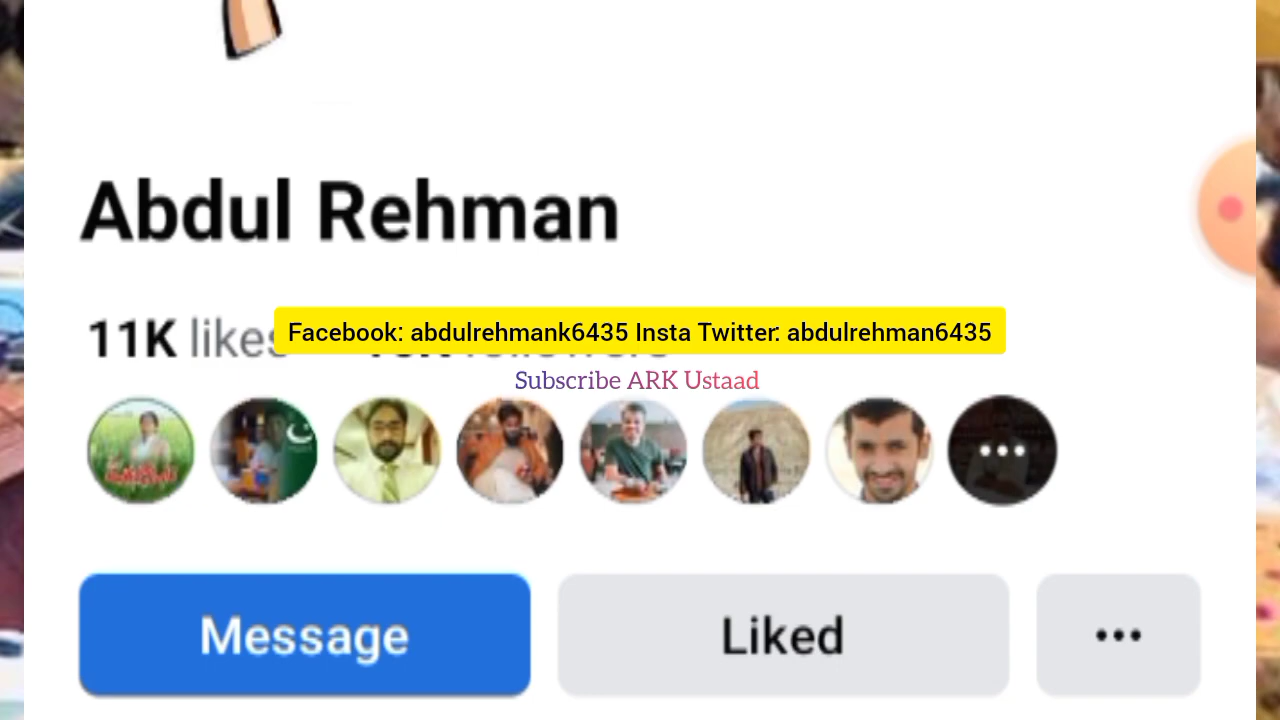 Abdul Rehman
11K likes
Facebook: abdulrehmank6435 Insta Twitter: abdulrehman6435
Subscribe ARK Ustaad
Message
Liked